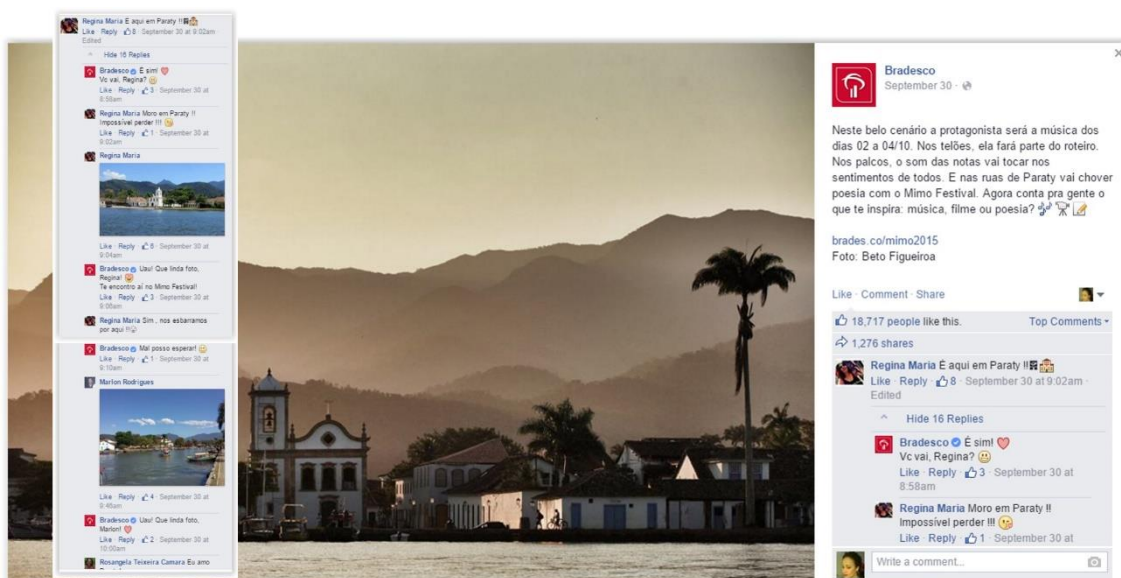 Regina Maria É aqui em Paraty !!
Like · Reply · 8 · September 30 at 9:02am ·
Edited
Hide 16 Replies
Bradesco É sim!
Vc vai, Regina?
Like · Reply · 3 · September 30 at
8:58am
Regina Maria Moro em Paraty !!
Impossível perder !!!
Like · Reply · 1 · September 30 at
9:02am
Regina Maria
Like · Reply · 8 · September 30 at
9:04am
Bradesco Uau! Que linda foto,
Regina!
Te encontro aí no Mimo Festival!
Like · Reply · 3 · September 30 at
9:06am
Regina Maria Sim , nos esbarramos
por aqui !!
Bradesco Mal posso esperar!
Like · Reply · 1 · September 30 at
9:10am
Marlon Rodrigues
Like · Reply · 4 · September 30 at
9:46am
Bradesco Uau! Que linda foto,
Marlon!
Like · Reply · 2 · September 30 at
10:00am
Rosangela Teixeira Camara Eu amo
Bradesco
September 30 ·
Neste belo cenário a protagonista será a música dos
dias 02 a 04/10. Nos telões, ela fará parte do roteiro.
Nos palcos, o som das notas vai tocar nos
sentimentos de todos. E nas ruas de Paraty vai chover
poesia com o Mimo Festival. Agora conta pra gente o
que te inspira: música, filme ou poesia?
brades.co/mimo2015
Foto: Beto Figueiroa
Like · Comment · Share
18,717 people like this. Top Comments
1,276 shares
Regina Maria É aqui em Paraty !!
Like · Reply · 8 · September 30 at 9:02am ·
Edited
Hide 16 Replies
Bradesco É sim!
Vc vai, Regina?
Like · Reply · 3 · September 30 at
8:58am
Regina Maria Moro em Paraty !!
Impossível perder !!!
Like · Reply · 1 · September 30 at
Write a comment...